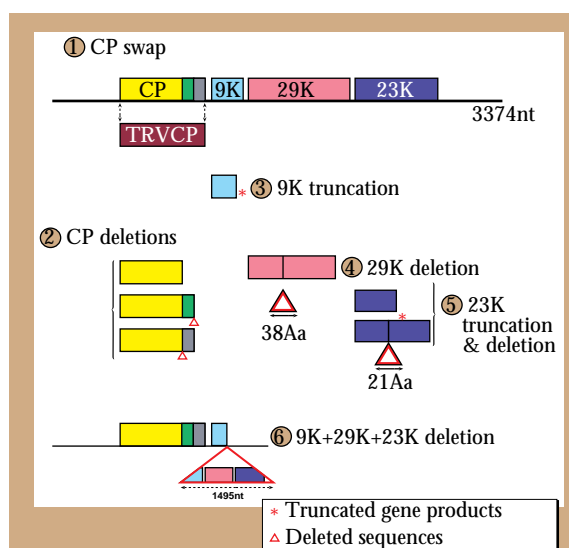 1 CP swap
CP 9K 29K 23K
3374nt
TRVCP
* 3 9K truncation
2 CP deletions
4 29K deletion
38Aa
*
5 23K
truncation
& deletion
21Aa
6 9K+29K+23K deletion
1495nt
* Truncated gene products
△ Deleted sequences